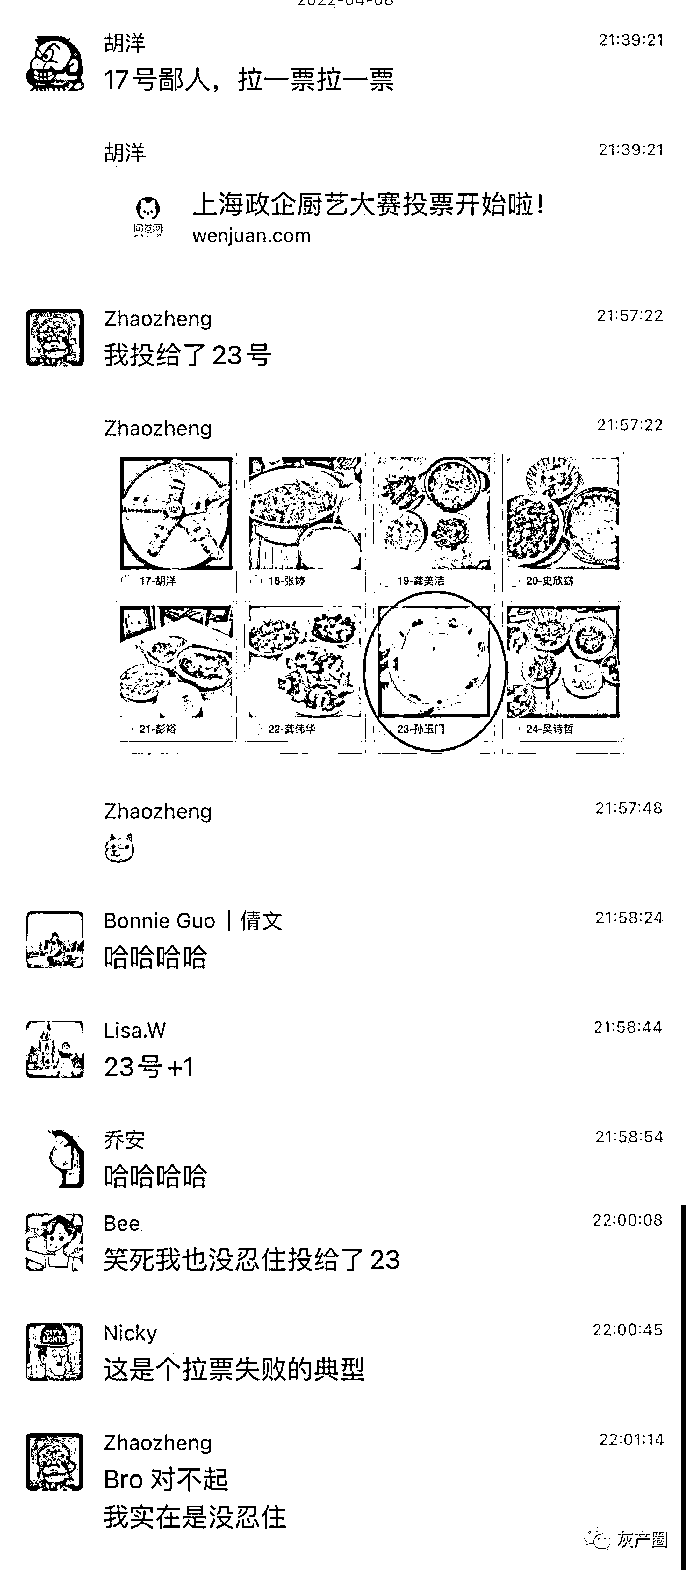 2022-04-08
胡洋
21:39:21
17号鄙人，拉一票拉一票
胡洋
21:39:21
上海政企厨艺大赛投票开始啦！
问卷网
wenjuan.com
Zhaozheng
21:57:22
我投给了23号
Zhaozheng
21:57:22
17-胡洋
18-张婷
19-龚美洁
20-史欣磊
21-彭裕
22-龚伟华
23-孙玉门
24-吴诗哲
Zhaozheng
21:57:48
Bonnie Guo｜倩文
21:58:24
哈哈哈哈
Lisa.W
21:58:44
23号+1
乔安
21:58:54
哈哈哈哈
Bee
22:00:08
笑死我也没忍住投给了23
Nicky
22:00:45
这是个拉票失败的典型
Zhaozheng
22:01:14
Bro 对不起
我实在是没忍住
灰产圈